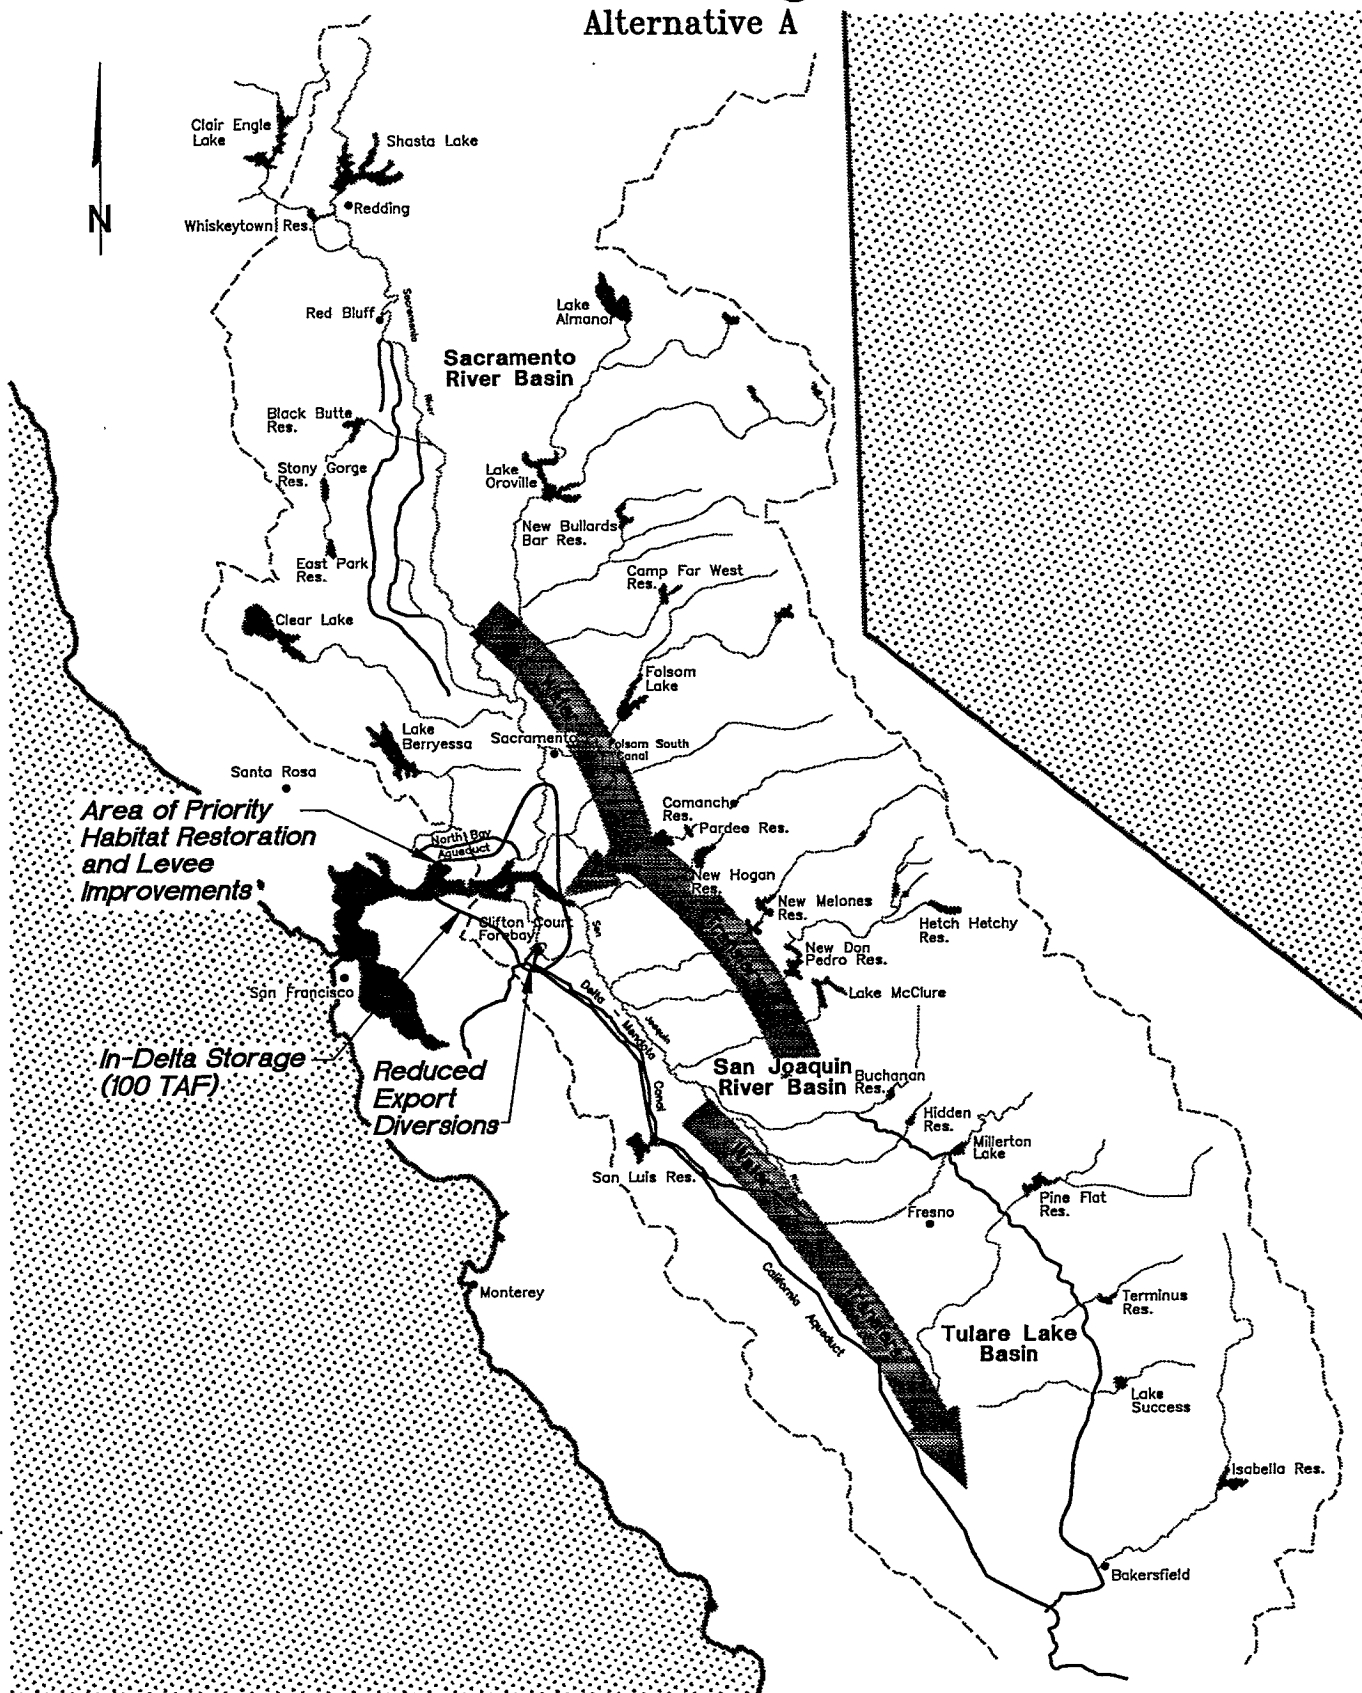 Alternative A
Clair Engle
Lake
Shasta Lake
N
Redding
Whiskeytown Res.
Red Bluff
Sacramento
River
Lake
Almanor
Sacramento
River Basin
Black Butte
Res.
Stony Gorge
Res.
Lake
Oroville
New Bullards
Bar Res.
East Park
Res.
Camp Far West
Res.
Clear Lake
Folsom
Lake
Lake
Berryessa
Sacramento
Folsom South
Canal
Santa Rosa
Area of Priority
Habitat Restoration
and Levee
Improvements
North Bay
Aqueduct
Comanche
Res.
Pardee Res.
New Hogan
Res.
New Melones
Res.
Hetch Hetchy
Res.
Clifton Court
Forebay
San
Joaquin
New Don
Pedro Res.
Lake McClure
San Francisco
Delta
Mendota
Canal
In-Delta Storage
(100 TAF)
Reduced
Export
Diversions
San Joaquin
River Basin
Buchanan
Res.
Hidden
Res.
Millerton
Lake
San Luis Res.
Water
Pine Flat
Res.
Fresno
Monterey
California
Aqueduct
Terminus
Res.
Tulare Lake
Basin
Lake
Success
Isabella Res.
Bakersfield